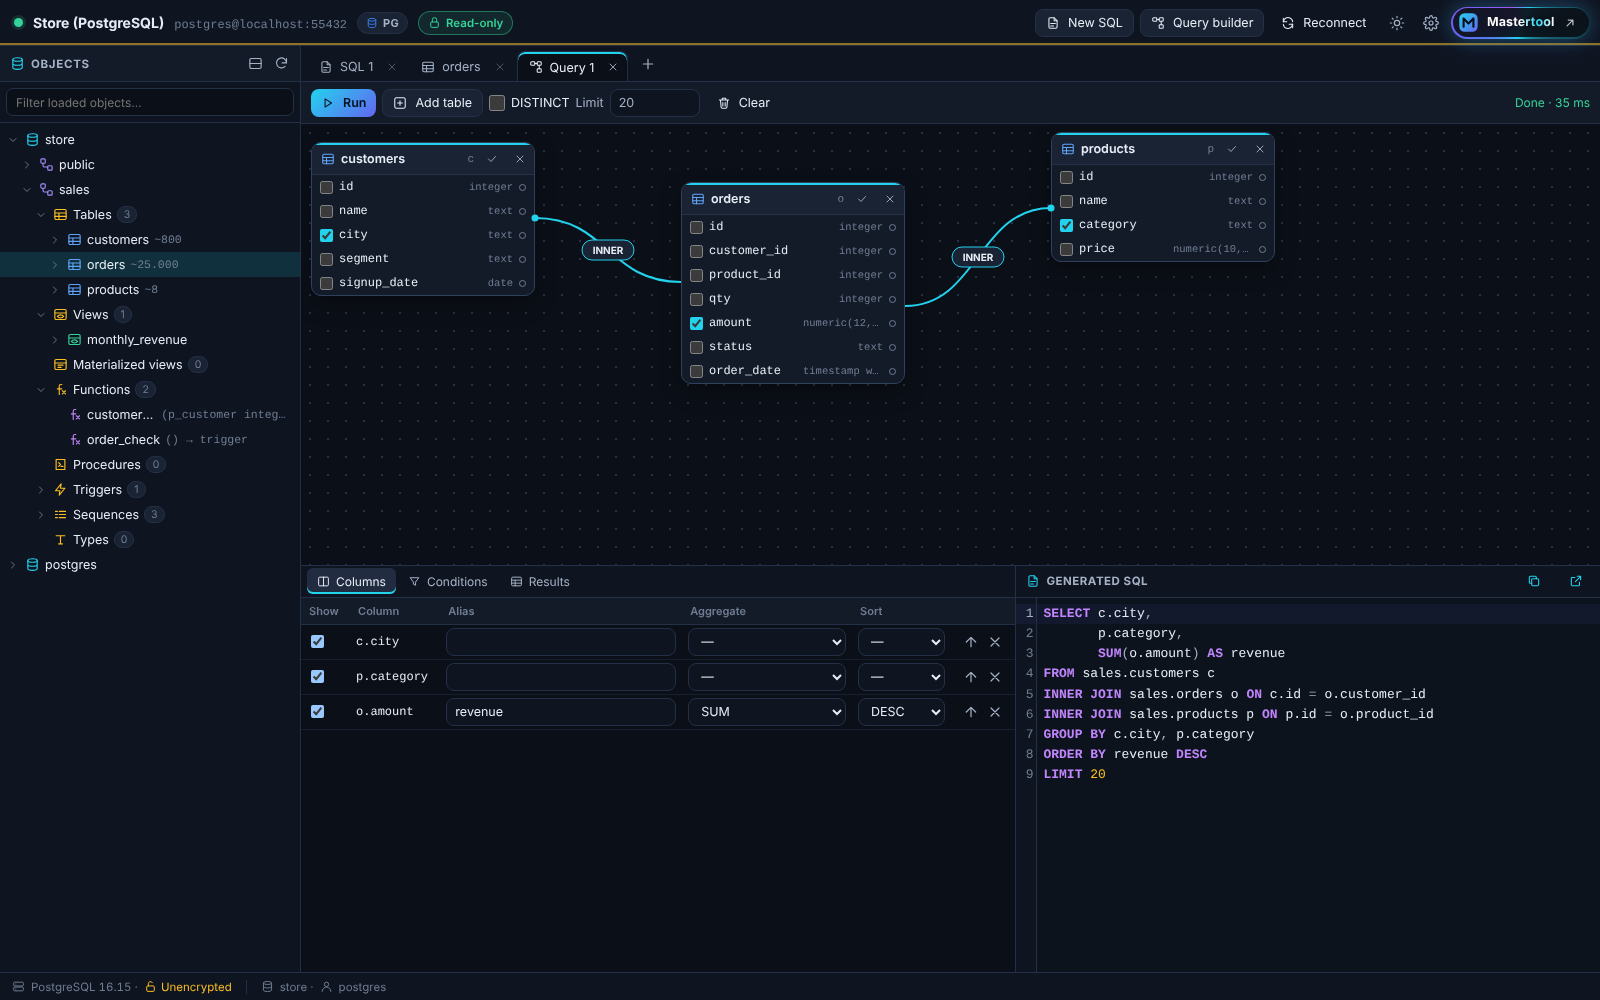 Store (PostgreSQL) postgres@localhost:55432 PG Read-only New SQL Query builder Reconnect Mastertool
OBJECTS
SQL 1 orders Query 1
Filter loaded objects...
Run Add table DISTINCT Limit 20 Clear Done · 35 ms
store
public
sales
Tables 3
customers ~800
orders ~25.000
products ~8
Views 1
monthly_revenue
Materialized views 0
Functions 2
customer... (p_customer integ…
order_check () → trigger
Procedures 0
Triggers 1
Sequences 3
Types 0
postgres
customers c
id integer
name text
city text
segment text
signup_date date
INNER
orders o
id integer
customer_id integer
product_id integer
qty integer
amount numeric(12,…
status text
order_date timestamp w…
INNER
products p
id integer
name text
category text
price numeric(10,…
Columns Conditions Results
Show Column Alias Aggregate Sort
c.city — —
p.category — —
o.amount revenue SUM DESC
GENERATED SQL
1 SELECT c.city,
2 p.category,
3 SUM(o.amount) AS revenue
4 FROM sales.customers c
5 INNER JOIN sales.orders o ON c.id = o.customer_id
6 INNER JOIN sales.products p ON p.id = o.product_id
7 GROUP BY c.city, p.category
8 ORDER BY revenue DESC
9 LIMIT 20
PostgreSQL 16.15 · Unencrypted store · postgres